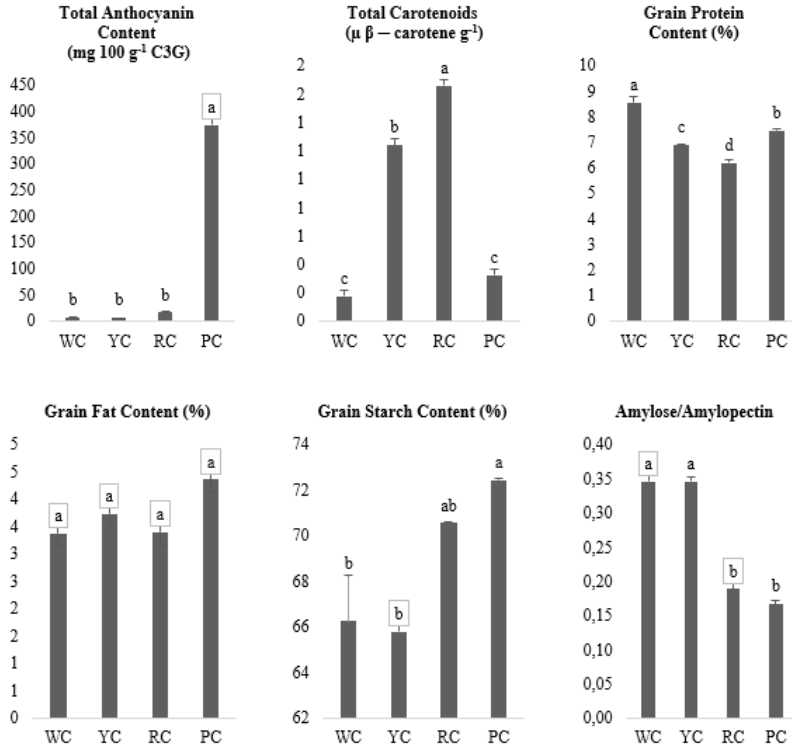 Total Anthocyanin
Content
(mg 100 g⁻¹ C3G)
450
400
350
300
250
200
150
100
50
0
b
b
b
a
WC YC RC PC
Total Carotenoids
(µ β – carotene g⁻¹)
2
2
1
1
1
1
1
0
0
0
c
b
a
c
WC YC RC PC
Grain Protein
Content (%)
10
9
8
7
6
5
4
3
2
1
0
a
c
d
b
WC YC RC PC
Grain Fat Content (%)
5
5
4
4
3
3
2
2
1
1
0
a
a
a
a
WC YC RC PC
Grain Starch Content (%)
74
72
70
68
66
64
62
b
b
ab
a
WC YC RC PC
Amylose/Amylopectin
0,40
0,35
0,30
0,25
0,20
0,15
0,10
0,05
0,00
a
a
b
b
WC YC RC PC